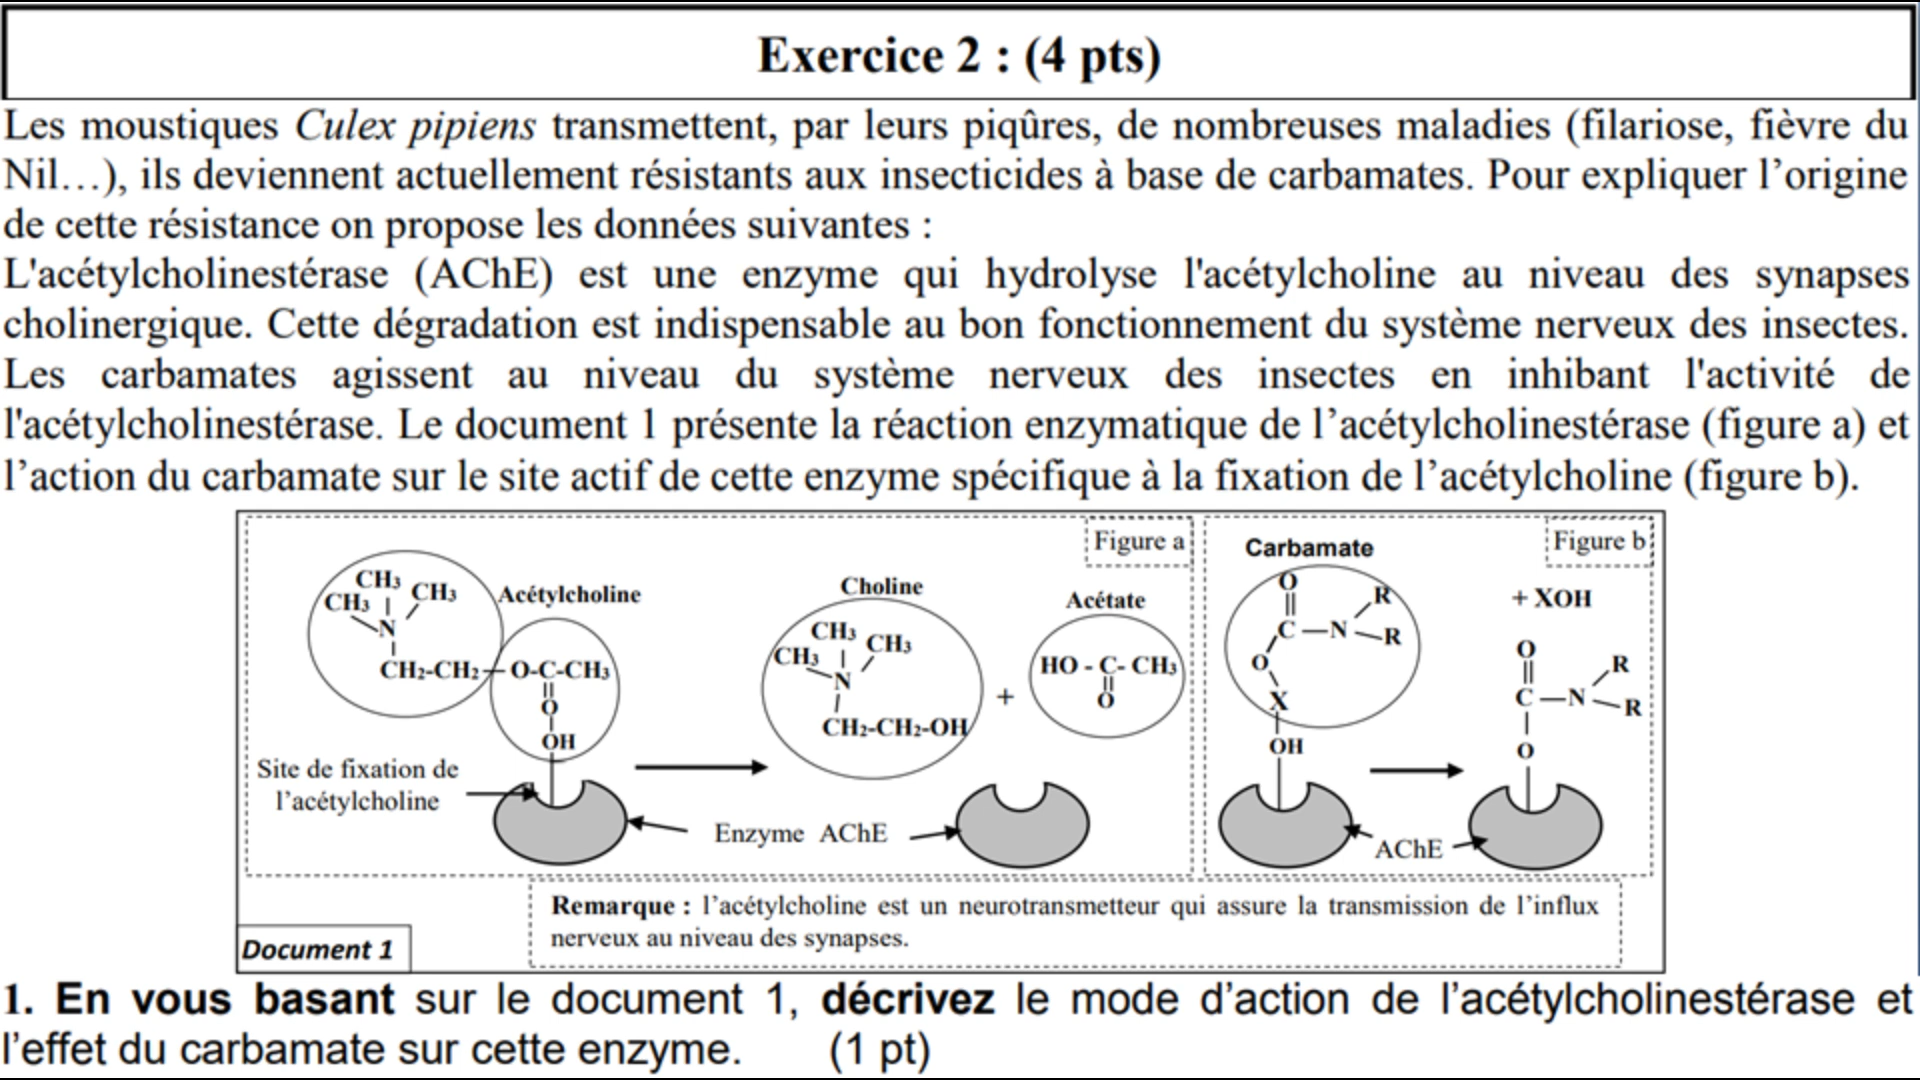 Exercice 2 : (4 pts)
Les moustiques Culex pipiens transmettent, par leurs piqûres, de nombreuses maladies (filariose, fièvre du
Nil…), ils deviennent actuellement résistants aux insecticides à base de carbamates. Pour expliquer l’origine
de cette résistance on propose les données suivantes :
L'acétylcholinestérase (AChE) est une enzyme qui hydrolyse l'acétylcholine au niveau des synapses
cholinergique. Cette dégradation est indispensable au bon fonctionnement du système nerveux des insectes.
Les carbamates agissent au niveau du système nerveux des insectes en inhibant l'activité de
l'acétylcholinestérase. Le document 1 présente la réaction enzymatique de l’acétylcholinestérase (figure a) et
l’action du carbamate sur le site actif de cette enzyme spécifique à la fixation de l’acétylcholine (figure b).
Figure a
CH₃
CH₃
CH₃
N
CH₂-CH₂
Acétylcholine
O-C-CH₃
O
OH
Site de fixation de
l’acétylcholine
Choline
CH₃
CH₃
CH₃
N
CH₂-CH₂-OH
+
Acétate
HO - C- CH₃
O
Enzyme AChE
Figure b
Carbamate
O
R
C — N
R
O
X
OH
+ XOH
O
R
C — N
R
O
AChE
Remarque : l’acétylcholine est un neurotransmetteur qui assure la transmission de l’influx
nerveux au niveau des synapses.
Document 1
1. En vous basant sur le document 1, décrivez le mode d’action de l’acétylcholinestérase et
l’effet du carbamate sur cette enzyme. (1 pt)